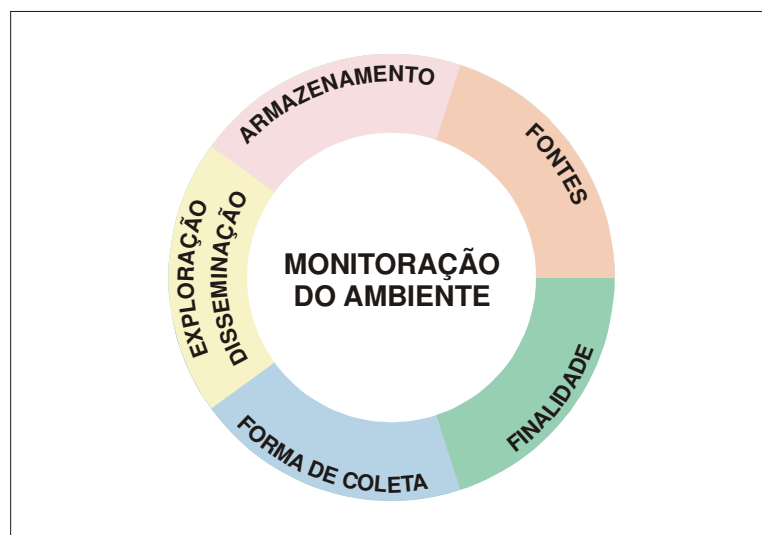 ARMAZENAMENTO
FONTES
EXPLORAÇÃO
DISSEMINAÇÃO
MONITORAÇÃO
DO AMBIENTE
FINALIDADE
FORMA DE COLETA